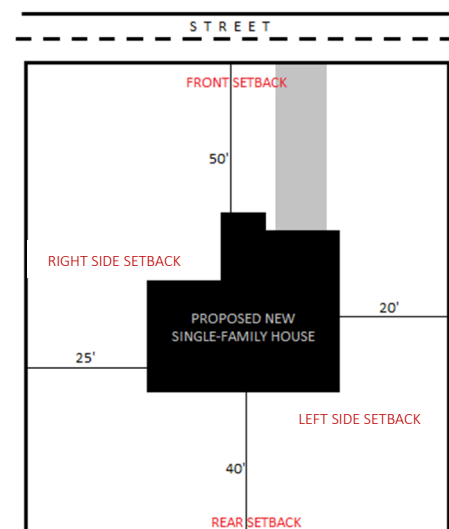 STREET
FRONT SETBACK
50'
RIGHT SIDE SETBACK
PROPOSED NEW
SINGLE-FAMILY HOUSE
20'
25'
LEFT SIDE SETBACK
40'
REAR SETBACK